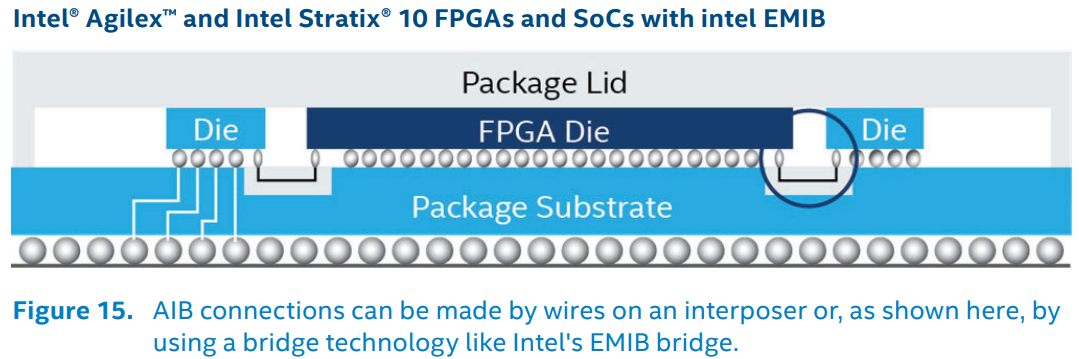 Intel® Agilex™ and Intel Stratix® 10 FPGAs and SoCs with intel EMIB
Package Lid
Die
FPGA Die
Die
Package Substrate
Figure 15. AIB connections can be made by wires on an interposer or, as shown here, by
using a bridge technology like Intel's EMIB bridge.